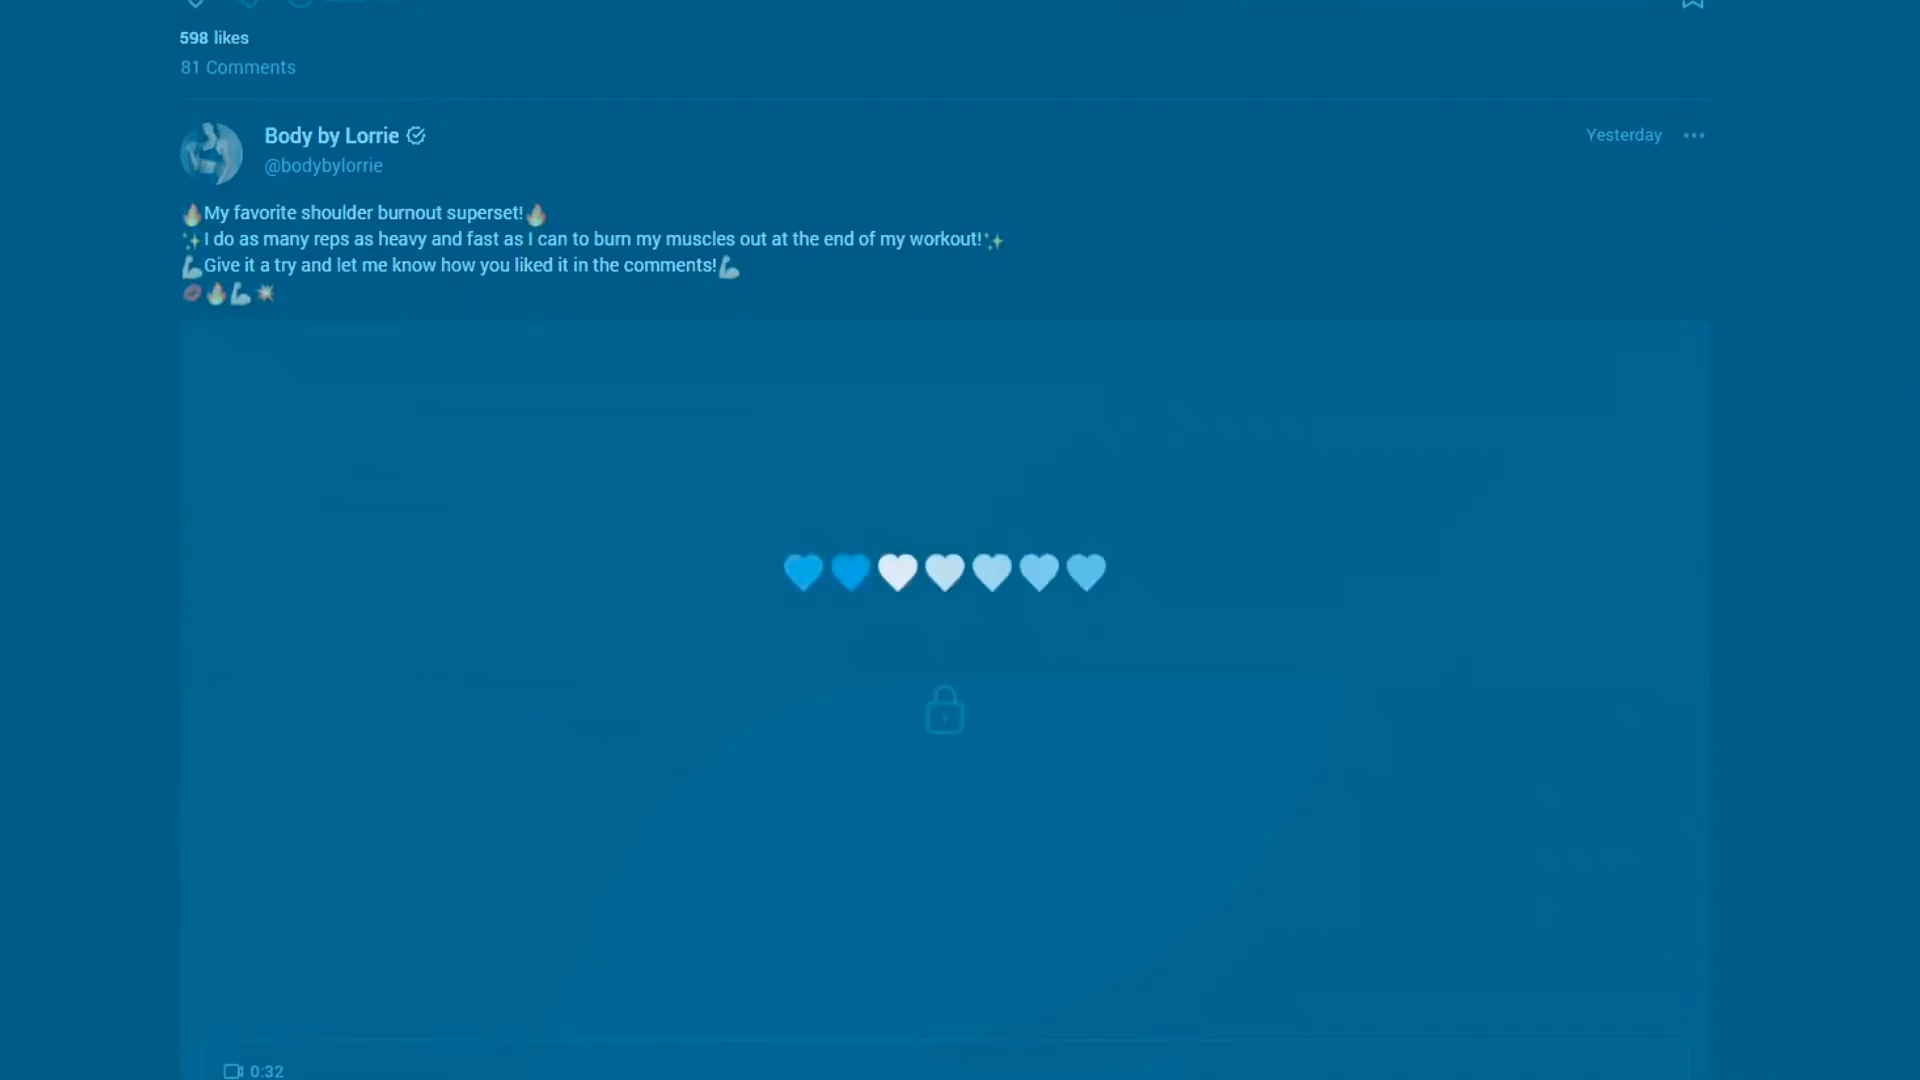 598 likes
81 Comments
Body by Lorrie
Yesterday
@bodybylorrie
🔥My favorite shoulder burnout superset!🔥
✨I do as many reps as heavy and fast as I can to burn my muscles out at the end of my workout!✨
💪Give it a try and let me know how you liked it in the comments!💪
💋🔥💪💥
0:32